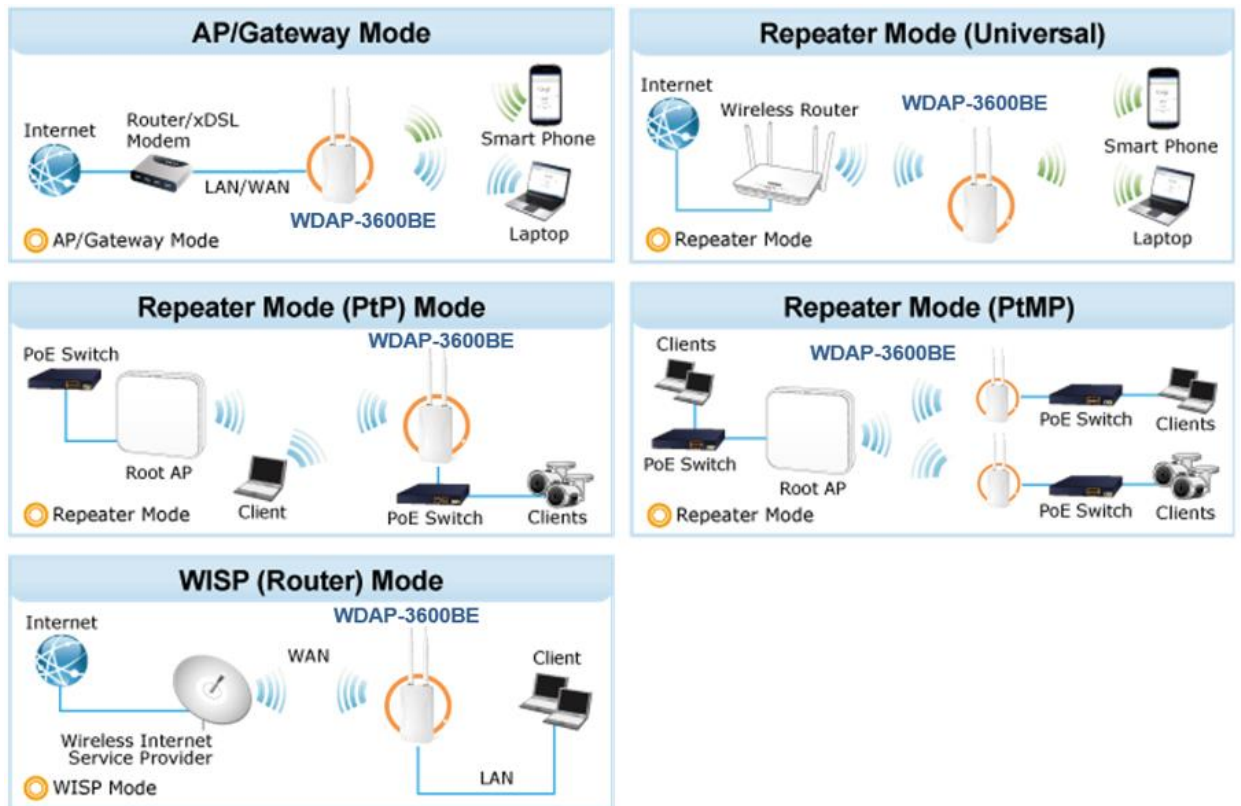 AP/Gateway Mode
Internet
Router/xDSL
Modem
LAN/WAN
WDAP-3600BE
Smart Phone
Laptop
AP/Gateway Mode
Repeater Mode (Universal)
Internet
Wireless Router
WDAP-3600BE
Smart Phone
Laptop
Repeater Mode
Repeater Mode (PtP) Mode
PoE Switch
Root AP
Client
WDAP-3600BE
PoE Switch
Clients
Repeater Mode
Repeater Mode (PtMP)
Clients
PoE Switch
Root AP
WDAP-3600BE
PoE Switch
Clients
PoE Switch
Clients
Repeater Mode
WISP (Router) Mode
Internet
Wireless Internet
Service Provider
WAN
WDAP-3600BE
Client
LAN
WISP Mode